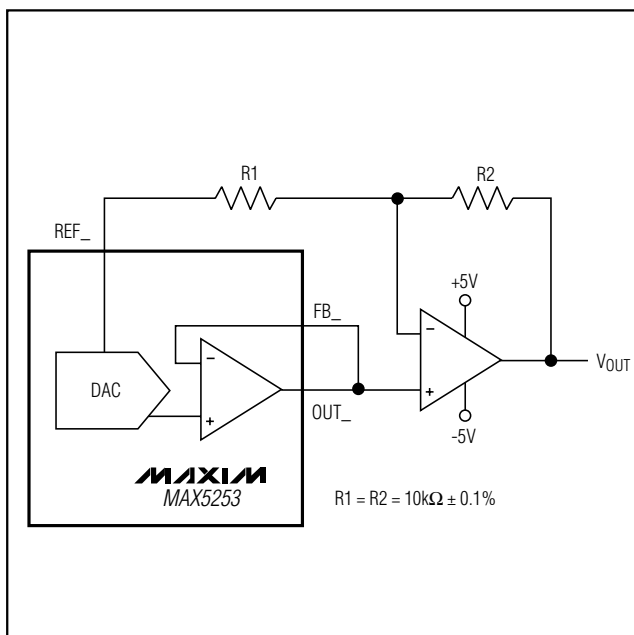 R1
R2
REF_
+5V
FB_
−
−
DAC
VOUT
+
+
OUT_
-5V
MAXIM
MAX5253
R1 = R2 = 10kΩ ± 0.1%